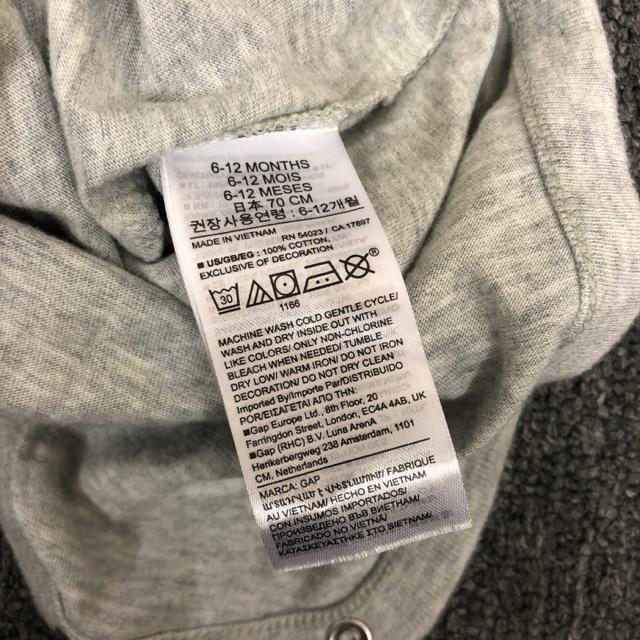 6-12 MONTHS
6-12 MOIS
6-12 MESES
日本 70 CM
권장사용연령 : 6-12개월
MADE IN VIETNAM RN 54023 / CA 17897
■ US/GB/EG : 100% COTTON,
EXCLUSIVE OF DECORATION
30
®
1166
MACHINE WASH COLD GENTLE CYCLE/
WASH AND DRY INSIDE OUT WITH
LIKE COLORS/ ONLY NON-CHLORINE
BLEACH WHEN NEEDED/ TUMBLE
DRY LOW/ WARM IRON/ DO NOT IRON
DECORATION/ DO NOT DRY CLEAN
Imported By/Importe Par/DISTRIBUIDO
POR/ΕΙΣΑΓΕΤΑΙ ΑΠΟ ΤΗΝ:
■Gap Europe Ltd., 8th Floor, 20
Farringdon Street, London, EC4A 4AB, UK
■Gap (RHC) B.V. Luna ArenA
Herikerbergweg 238 Amsterdam, 1101
CM, Netherlands
MARCA: GAP
FABRIQUE
AU VIETNAM/ HECHO EN VIETNAM
CON INSUMOS IMPORTADOS/
ПРОИЗВЕДЕНО ВЪВ ВИЕТНАМ/
FABRICADO NO VIETNÃ/
ΚΑΤΑΣΚΕΥΑΣΤΗΚΕ ΣΤΟ ΒΙΕΤΝΑΜ/